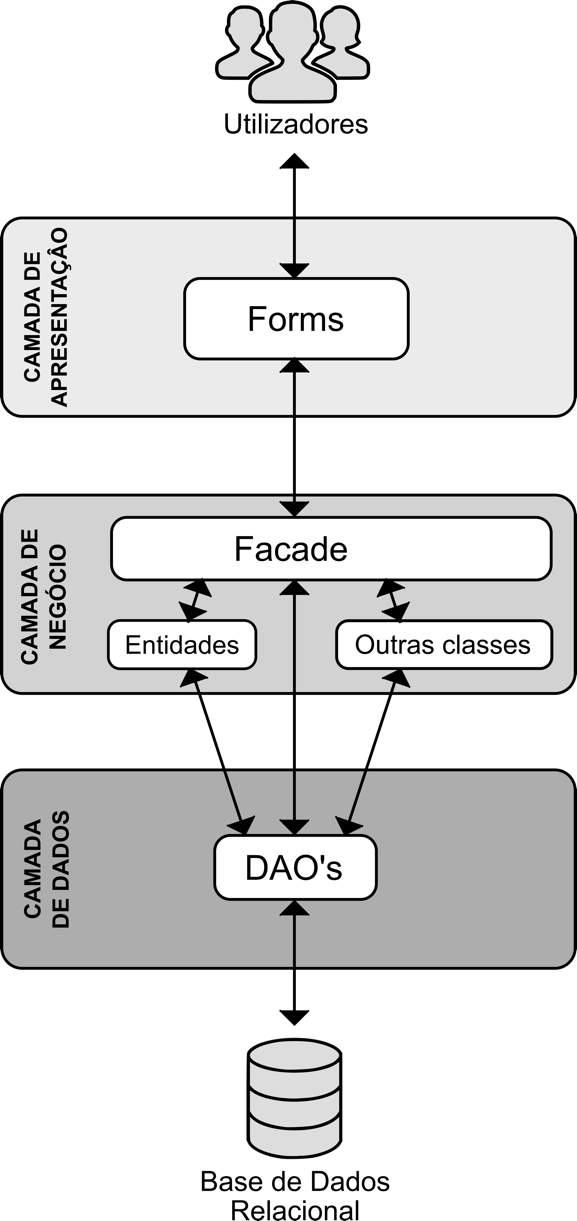 Utilizadores
CAMADA DE
APRESENTAÇÂO
Forms
CAMADA DE
NEGÓCIO
Facade
Entidades
Outras classes
CAMADA
DE DADOS
DAO's
Base de Dados
Relacional